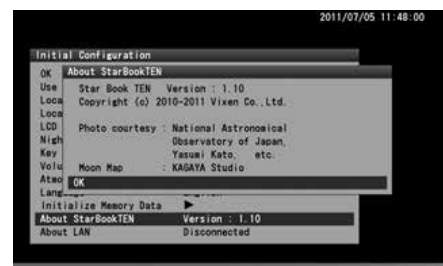 2011/07/05 11:48:00
Initial Configuration
OK
About StarBookTEN
Use
Star Book TEN Version : 1.10
Loca
Copyright (c) 2010-2011 Vixen Co.,Ltd.
Loca
LCD
Photo courtesy : National Astronomical
Nigh
Observatory of Japan,
Key
Yasumi Kato, etc.
Volu
Moon Map : KAGAYA Studio
Atmo
OK
Initialize Memory Data ▶
About StarBookTEN Version : 1.10
About LAN Disconnected